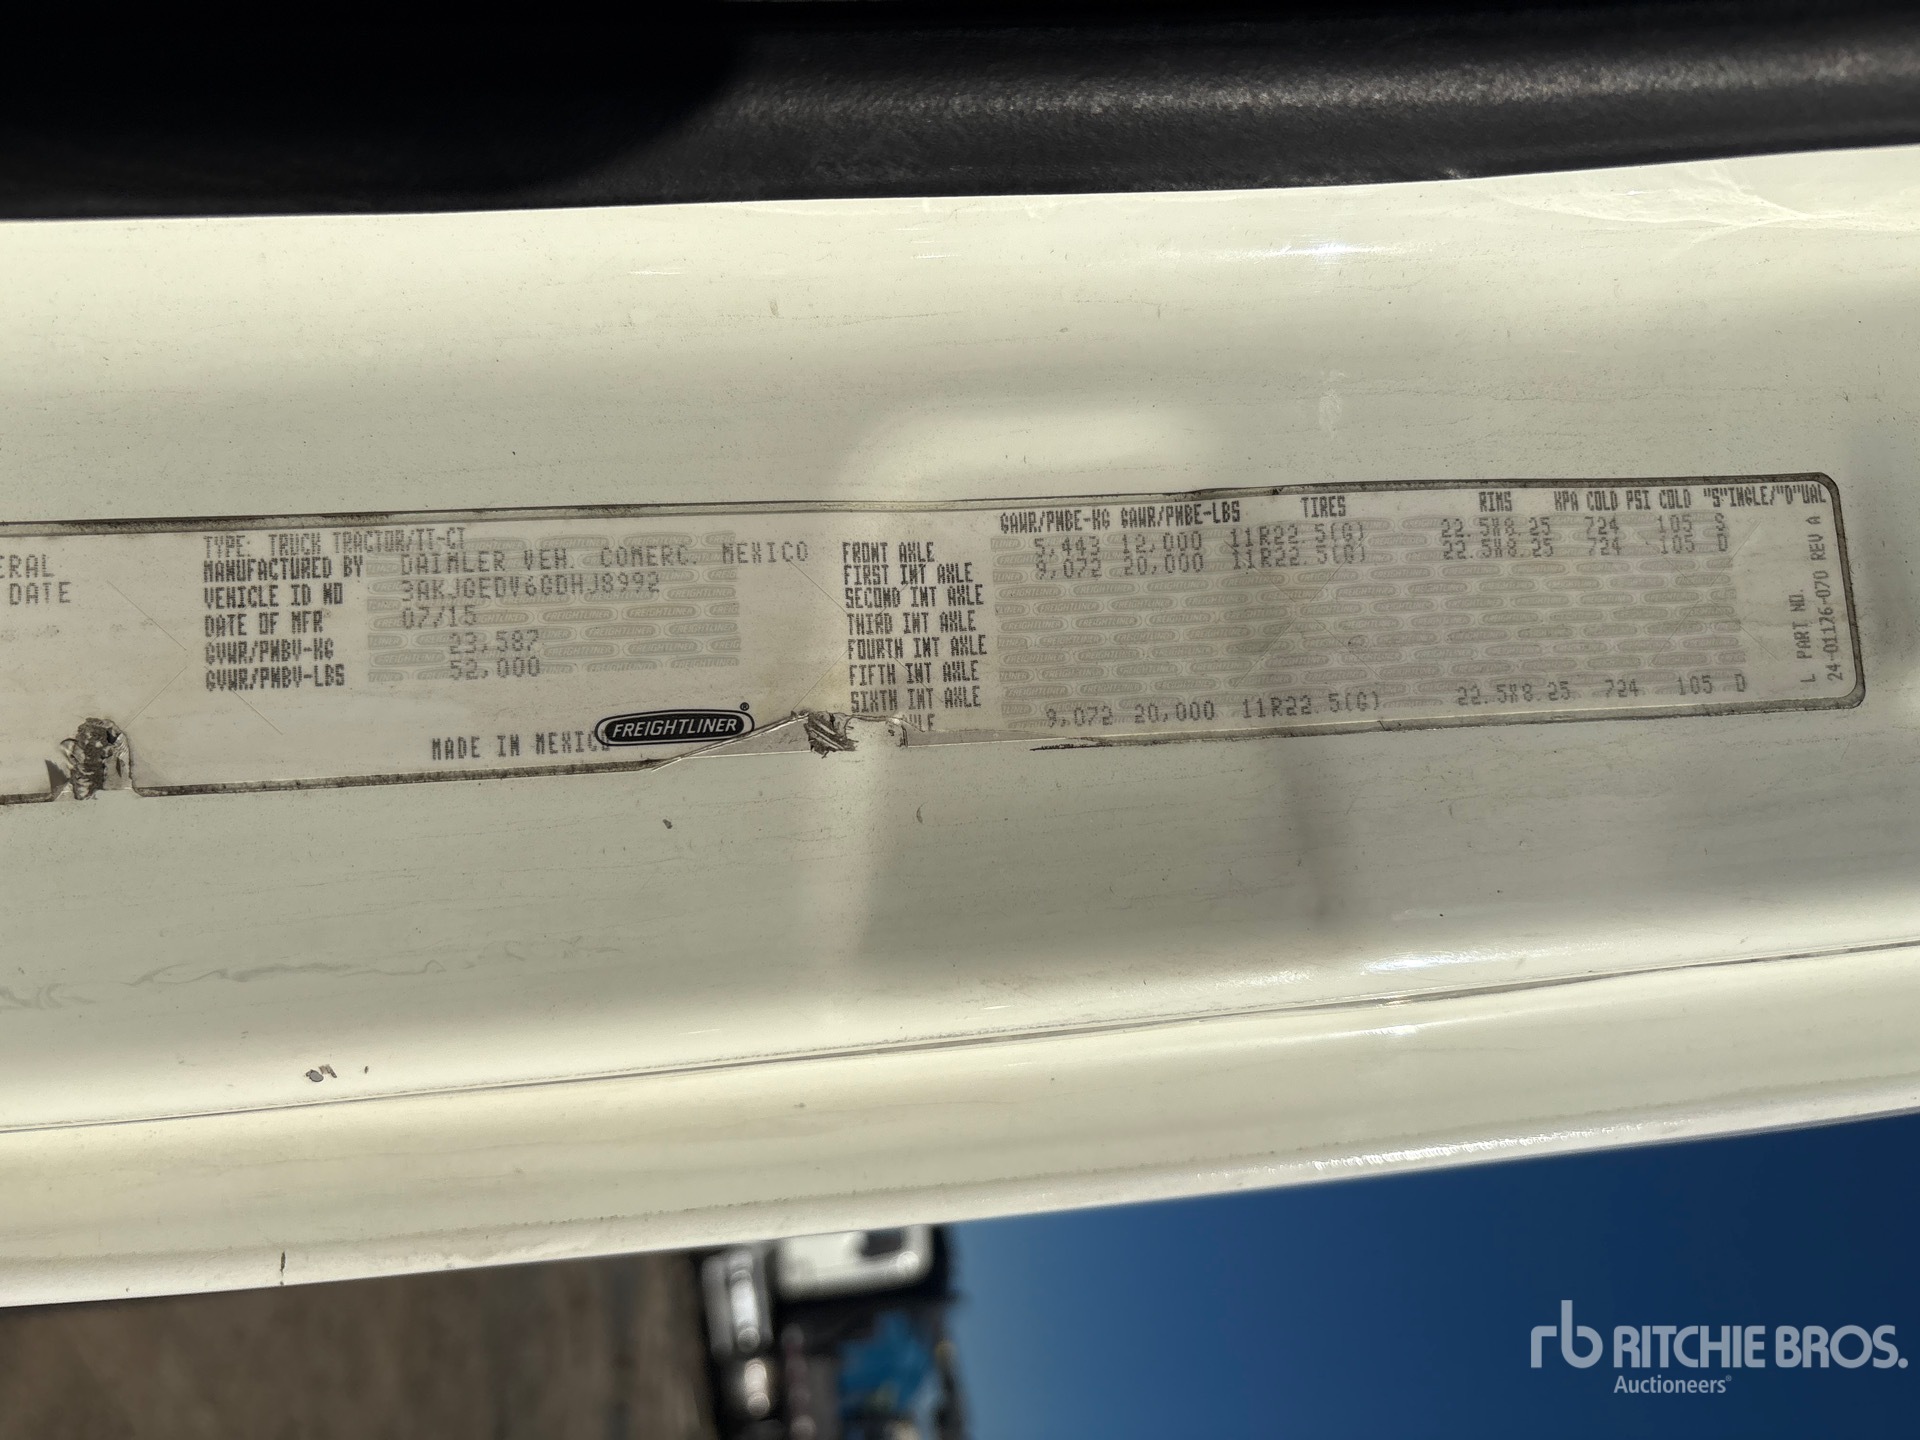 ERAL
DATE
TYPE: TRUCK TRACTOR/TT-CT
MANUFACTURED BY DAIMLER VEH. COMERC. MEXICO
VEHICLE ID NO 3AKJGEDV6GDHJ8992
DATE OF MFR 07/15
GVWR/PNBV-KG 23,587
GVWR/PNBV-LBS 52,000
MADE IN MEXICO
FREIGHTLINER®
GAWR/PNBE-KG GAWR/PNBE-LBS TIRES RIMS KPA COLD PSI COLD "S"INGLE/"D"UAL
FRONT AXLE 5,443 12,000 11R22.5(G) 22.5X8.25 724 105 S
FIRST INT AXLE 9,072 20,000 11R22.5(G) 22.5X8.25 724 105 D
SECOND INT AXLE
THIRD INT AXLE
FOURTH INT AXLE
FIFTH INT AXLE
SIXTH INT AXLE
XLE 9,072 20,000 11R22.5(G) 22.5X8.25 724 105 D
L PART NO.
24-01176-070 REV A
rb RITCHIE BROS.
Auctioneers®